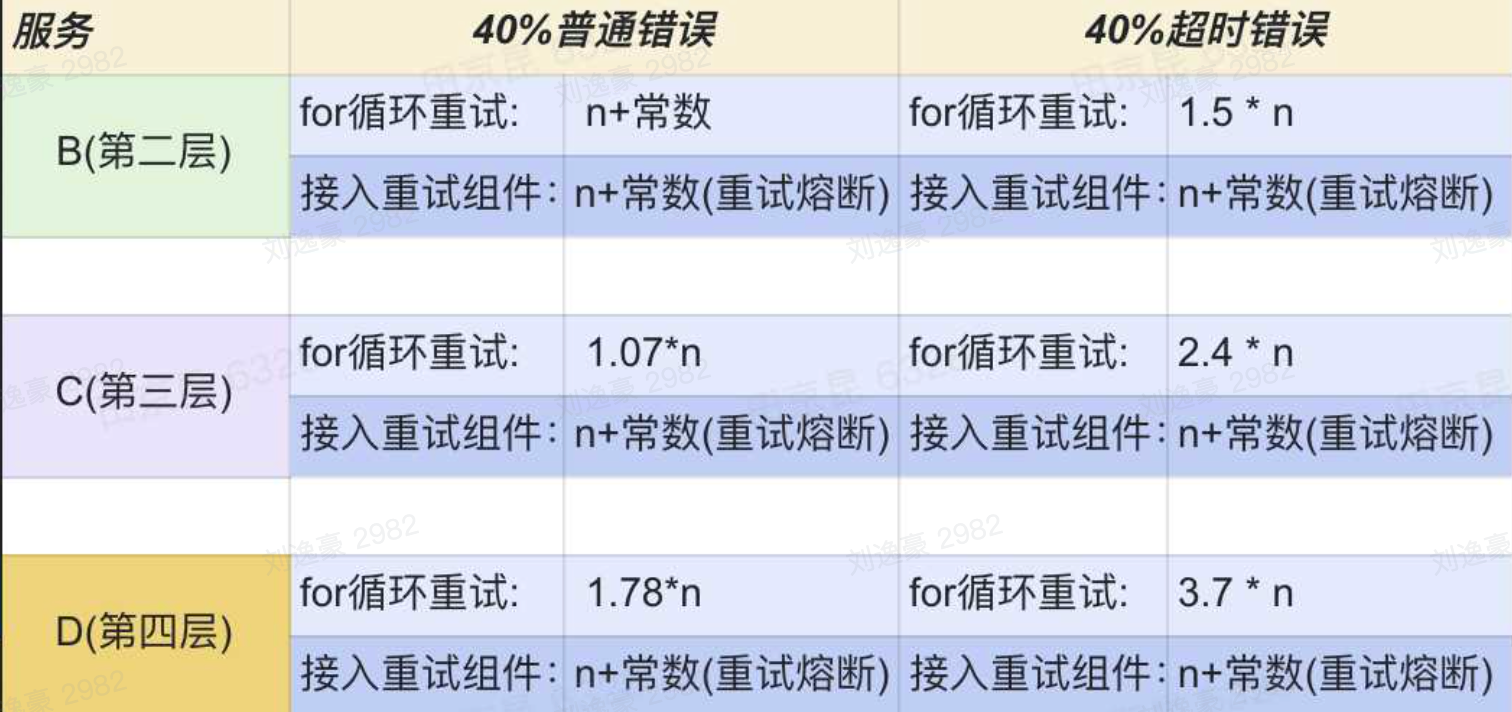 服务 40%普通错误 40%超时错误
B(第二层)
for循环重试: n+常数 for循环重试: 1.5 * n
接入重试组件: n+常数(重试熔断) 接入重试组件: n+常数(重试熔断)
C(第三层)
for循环重试: 1.07*n for循环重试: 2.4 * n
接入重试组件: n+常数(重试熔断) 接入重试组件: n+常数(重试熔断)
D(第四层)
for循环重试: 1.78*n for循环重试: 3.7 * n
接入重试组件: n+常数(重试熔断) 接入重试组件: n+常数(重试熔断)
刘逸豪 2982